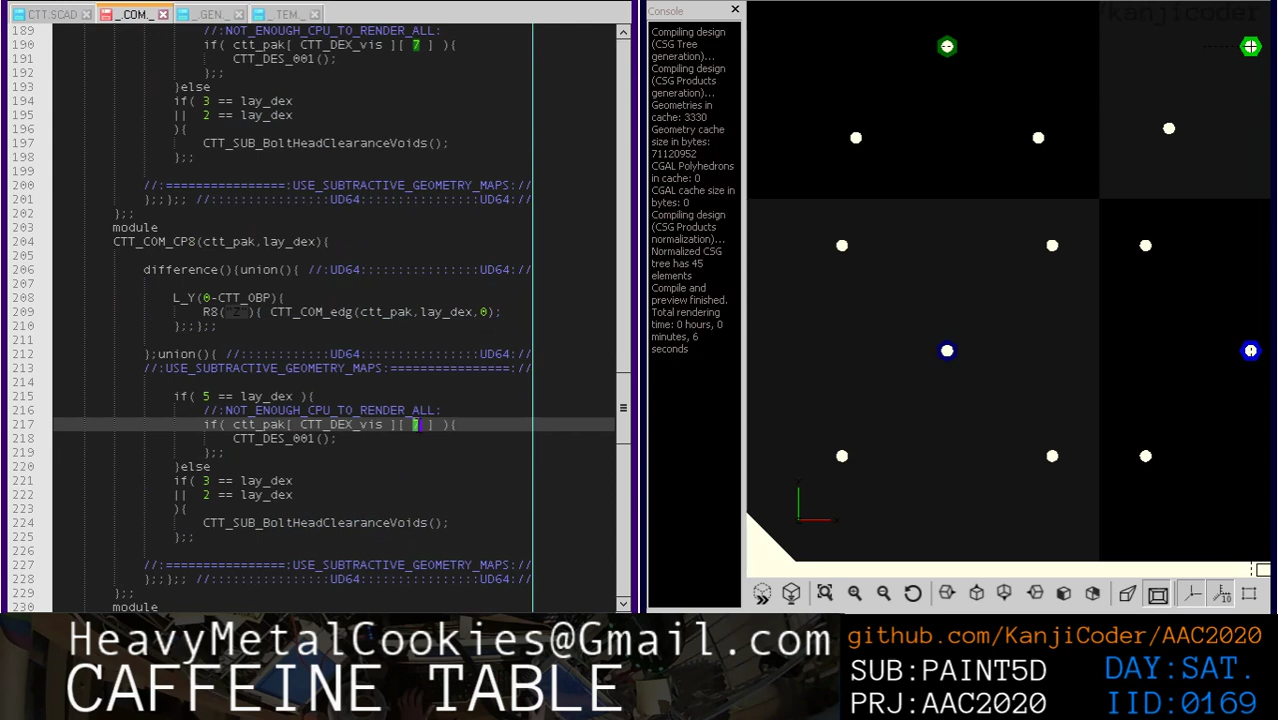 CTT.SCAD
_.COM._
_.GEN._
_.TEM._
Console
/kanjicoder
189 //:NOT_ENOUGH_CPU_TO_RENDER_ALL:
190 if( ctt_pak[ CTT_DEX_vis ][ 7 ] ){
191 CTT_DES_001();
192 };;
193 }else
194 if( 3 == lay_dex
195 || 2 == lay_dex
196 ){
197 CTT_SUB_BoltHeadClearanceVoids();
198 };;
199
200 //:================:USE_SUBTRACTIVE_GEOMETRY_MAPS://
201 };;};; //::::::::::::::::UD64::::::::::::::::UD64://
202 };;
203 module
204 CTT_COM_CP8(ctt_pak,lay_dex){
205
206 difference(){union(){ //:UD64::::::::::::::::UD64://
207
208 L_Y(0-CTT_OBP){
209 R8("Z"){ CTT_COM_edg(ctt_pak,lay_dex,0);
210 };;};;
211
212 };union(){ //::::::::::::UD64::::::::::::::::UD64://
213 //:USE_SUBTRACTIVE_GEOMETRY_MAPS:================://
214
215 if( 5 == lay_dex ){
216 //:NOT_ENOUGH_CPU_TO_RENDER_ALL:
217 if( ctt_pak[ CTT_DEX_vis ][ 7 ] ){
218 CTT_DES_001();
219 };;
220 }else
221 if( 3 == lay_dex
222 || 2 == lay_dex
223 ){
224 CTT_SUB_BoltHeadClearanceVoids();
225 };;
226
227 //:================:USE_SUBTRACTIVE_GEOMETRY_MAPS://
228 };;};; //::::::::::::::::UD64::::::::::::::::UD64://
229 };;
230 module
Compiling design
(CSG Tree
generation)...
Compiling design
(CSG Products
generation)...
Geometries in
cache: 3330
Geometry cache
size in bytes:
71120952
CGAL Polyhedrons
in cache: 0
CGAL cache size in
bytes: 0
Compiling design
(CSG Products
normalization)...
Normalized CSG
tree has 45
elements
Compile and
preview finished.
Total rendering
time: 0 hours, 0
minutes, 6
seconds
HeavyMetalCookies@Gmail.com
CAFFEINE TABLE
github.com/KanjiCoder/AAC2020
SUB:PAINT5D
DAY:SAT.
PRJ:AAC2020
IID:0169